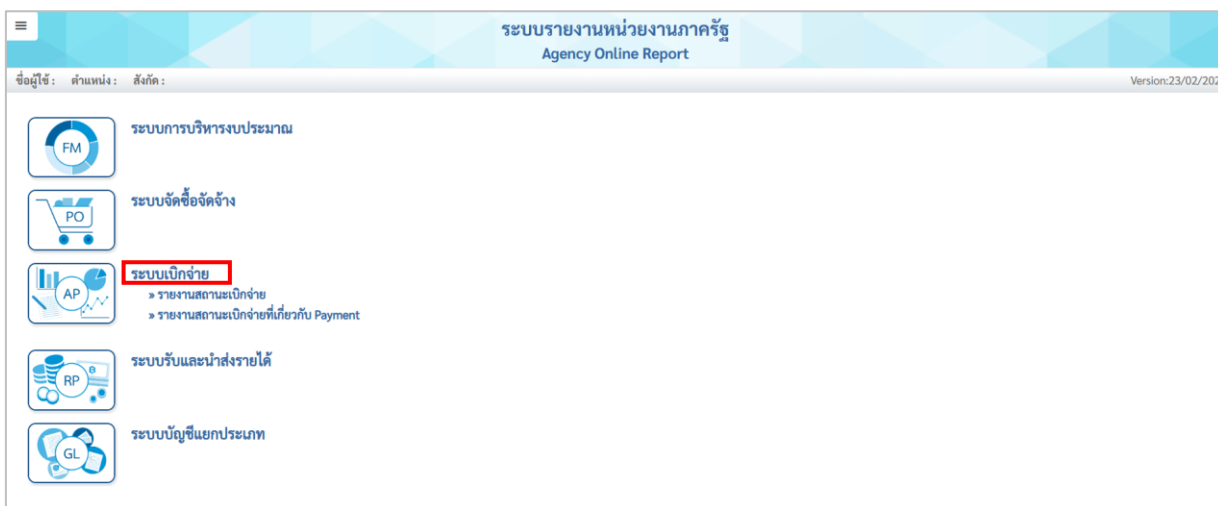 ≡
ระบบรายงานหน่วยงานภาครัฐ
Agency Online Report
ชื่อผู้ใช้ : ตำแหน่ง : สังกัด : Version:23/02/202
FM ระบบการบริหารงบประมาณ
PO ระบบจัดซื้อจัดจ้าง
AP ระบบเบิกจ่าย
» รายงานสถานะเบิกจ่าย
» รายงานสถานะเบิกจ่ายที่เกี่ยวกับ Payment
RP ระบบรับและนำส่งรายได้
GL ระบบบัญชีแยกประเภท